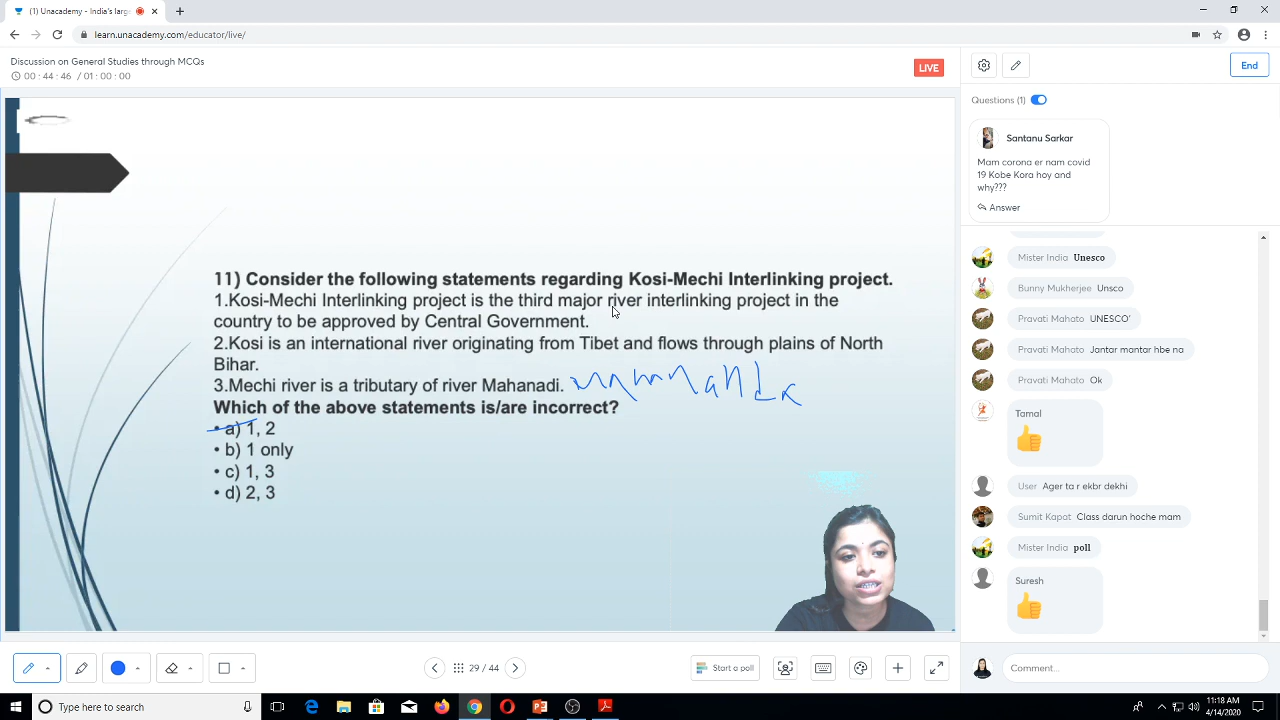 (1) Unacademy - India's larg
learn.unacademy.com/educator/live/
Discussion on General Studies through MCQs
00 : 44 : 46 / 01 : 00 : 00
LIVE
End
Questions (1)
Santanu Sarkar
Mam corona er nam covid
19 Kobe Kora hoy and
why???
Answer
11) Consider the following statements regarding Kosi-Mechi Interlinking project.
1.Kosi-Mechi Interlinking project is the third major river interlinking project in the
country to be approved by Central Government.
2.Kosi is an international river originating from Tibet and flows through plains of North
Bihar.
3.Mechi river is a tributary of river Mahanadi.
Which of the above statements is/are incorrect?
• a) 1, 2
• b) 1 only
• c) 1, 3
• d) 2, 3
Mister India Unesco
Bunny Mukherjee Unsco
Pravati Mahato UNESCO'
Pravati Mahato Jantar mantar hbe na
Pravati Mahato Ok
Tamal
User Ager ta r ekbr dekhi
Sumit Kapat Class darun hoche mam
Mister India poll
Suresh
29 / 44
Start a poll
Comment...
Type here to search
11:18 AM
4/14/2020